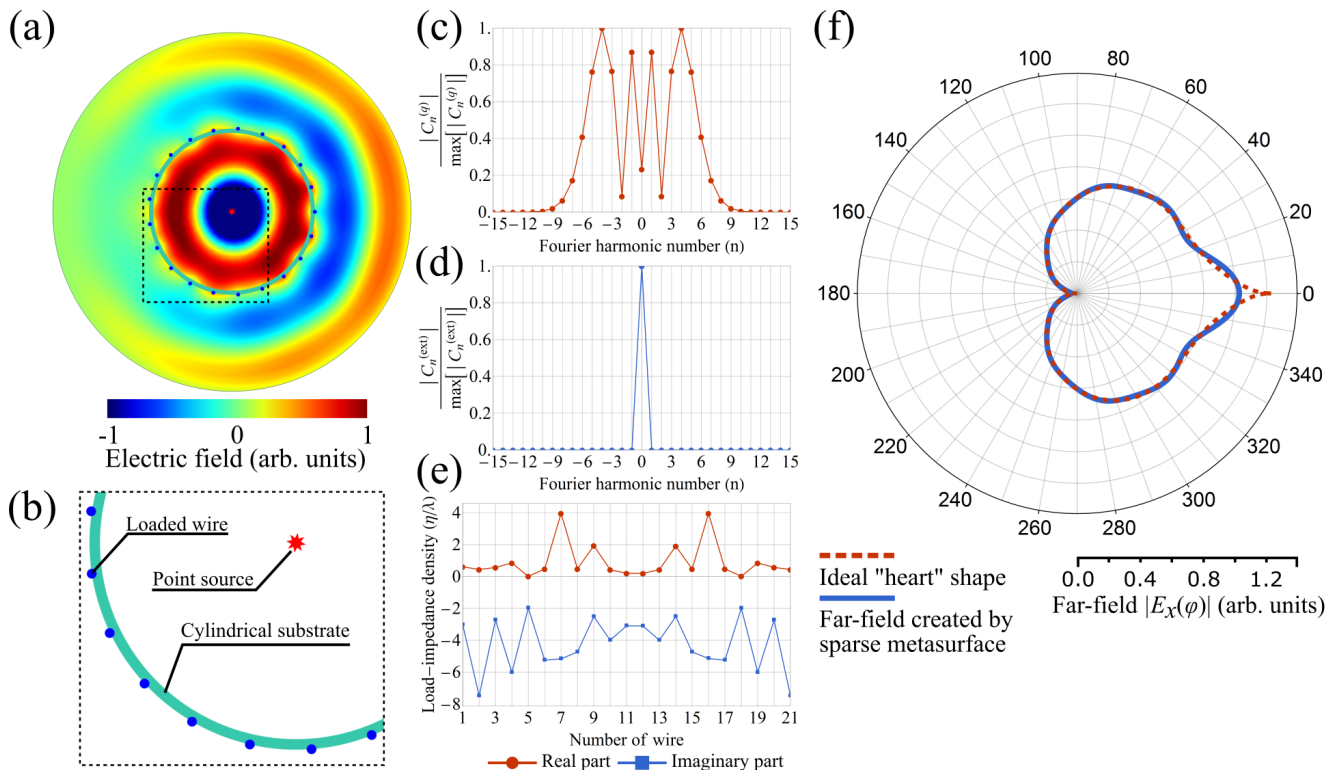 (a)
-1 0 1
Electric field (arb. units)
(b)
Loaded wire
Point source
Cylindrical substrate
(c)
|C_n^(q)|
max[|C_n^(q)|]
1.
0.8
0.6
0.4
0.2
0.
−15 −12 −9 −6 −3 0 3 6 9 12 15
Fourier harmonic number (n)
(d)
|C_n^(ext)|
max[|C_n^(ext)|]
1.
0.8
0.6
0.4
0.2
0.
−15 −12 −9 −6 −3 0 3 6 9 12 15
Fourier harmonic number (n)
(e)
Load−impedance density (η/λ)
4
2
0
−2
−4
−6
−8
1 3 5 7 9 11 13 15 17 19 21
Number of wire
Real part Imaginary part
(f)
100 80
120 60
140 40
160 20
180 0
200 340
220 320
240 300
260 280
Ideal "heart" shape
Far-field created by
sparse metasurface
0.0 0.4 0.8 1.2
Far-field |E_x(φ)| (arb. units)